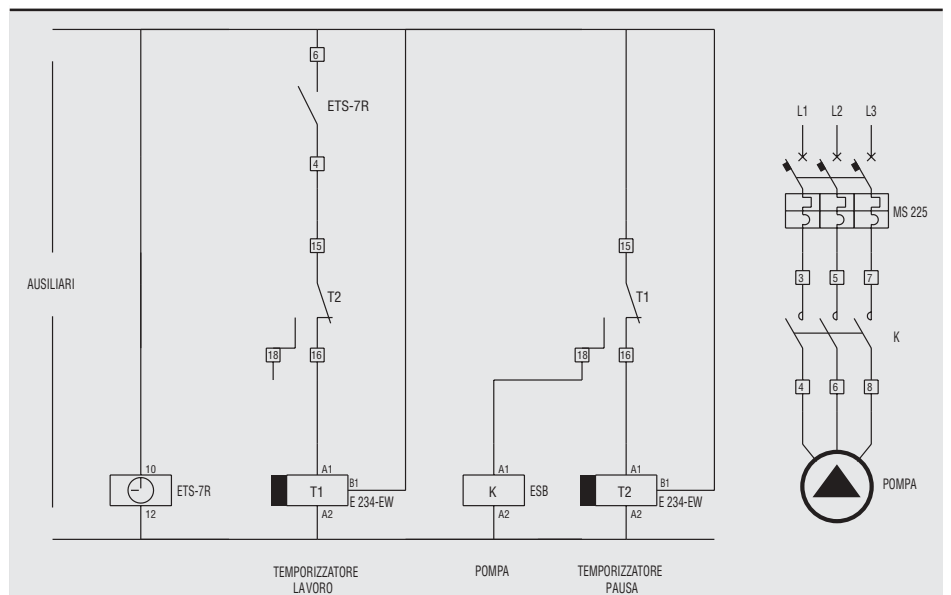 6
ETS-7R
L1 L2 L3
4
MS 225
15 15
AUSILIARI
3 5 7
T2 T1
K
18 16 18 16
4 6 8
10 A1 A1 A1
B1 B1
ETS-7R T1 K ESB T2 POMPA
E 234-EW E 234-EW
12 A2 A2 A2
TEMPORIZZATORE
LAVORO
POMPA
TEMPORIZZATORE
PAUSA